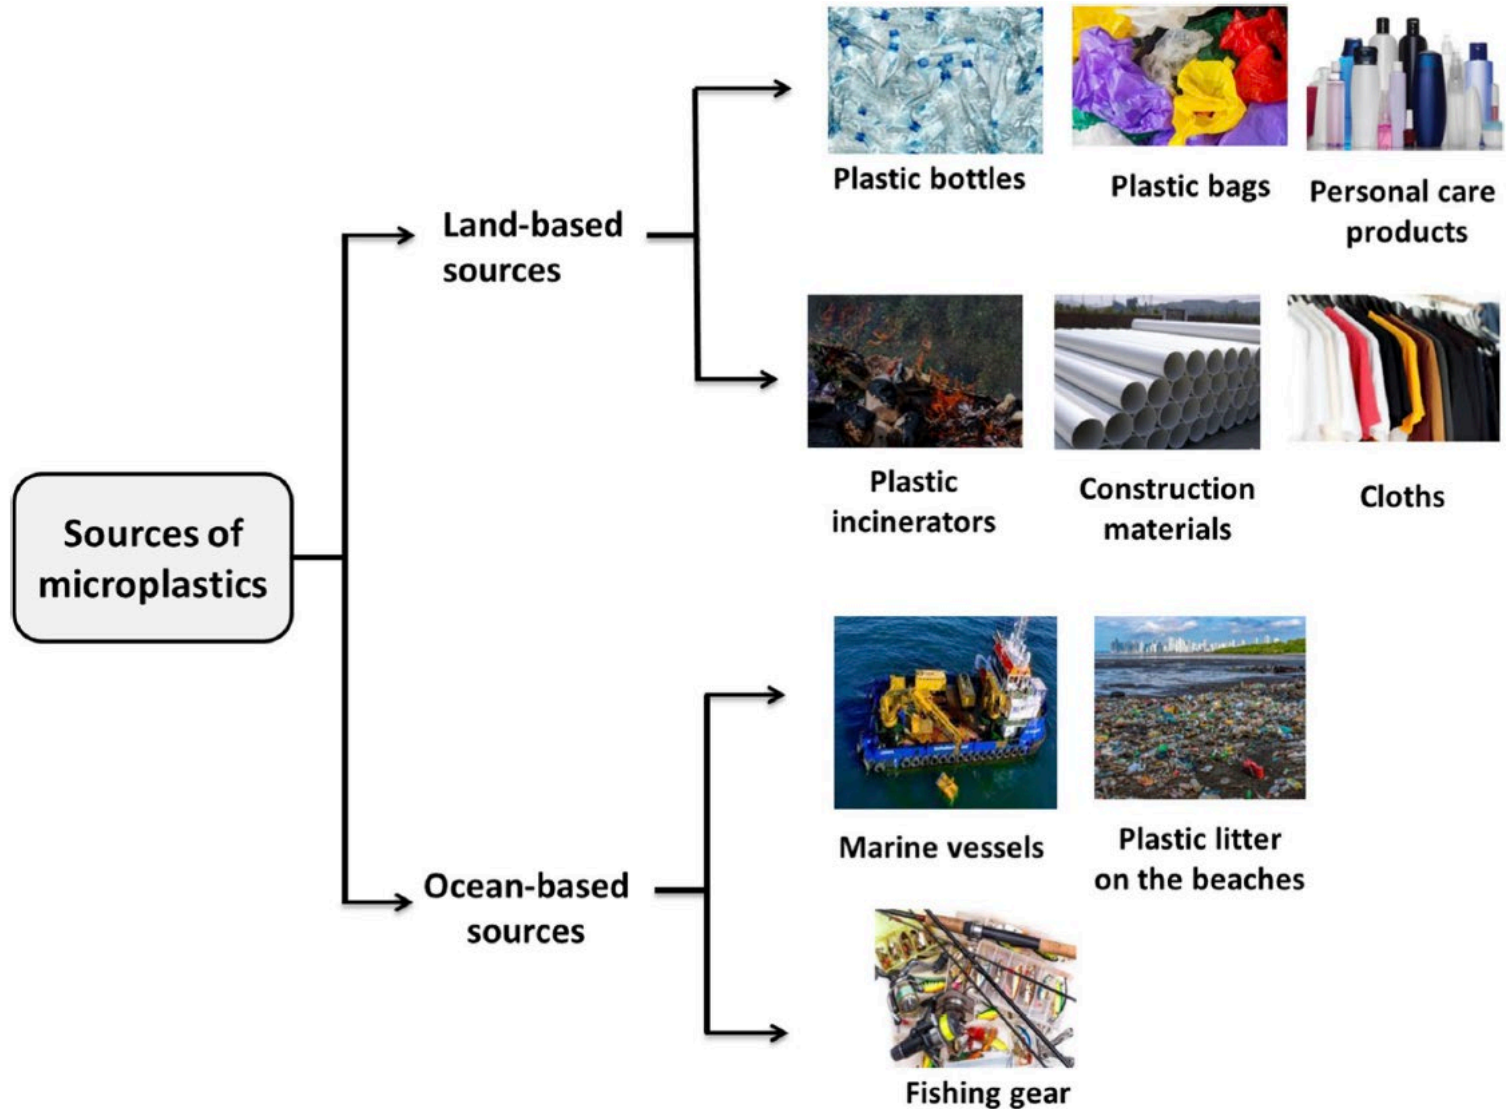 Plastic bottles
Plastic bags
Personal care
products
Land-based
sources
Plastic
incinerators
Construction
materials
Cloths
Sources of
microplastics
Marine vessels
Plastic litter
on the beaches
Ocean-based
sources
Fishing gear